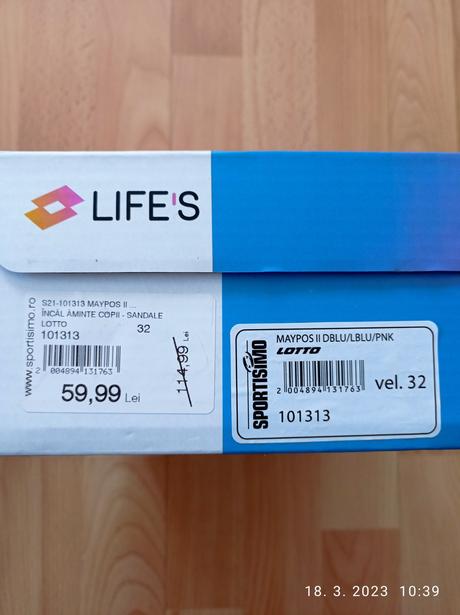 LIFE'S
www.sportisimo.ro
S21-101313 MAYPOS II ...
ÎNCĂL ĂMINTE COPII - SANDALE
LOTTO
32
101313
2 004894 131763
114,99 Lei
59,99 Lei
SPORTISIMO
MAYPOS II DBLU/LBLU/PNK
LOTTO
2 004894 131763
vel. 32
101313
18. 3. 2023 10:39